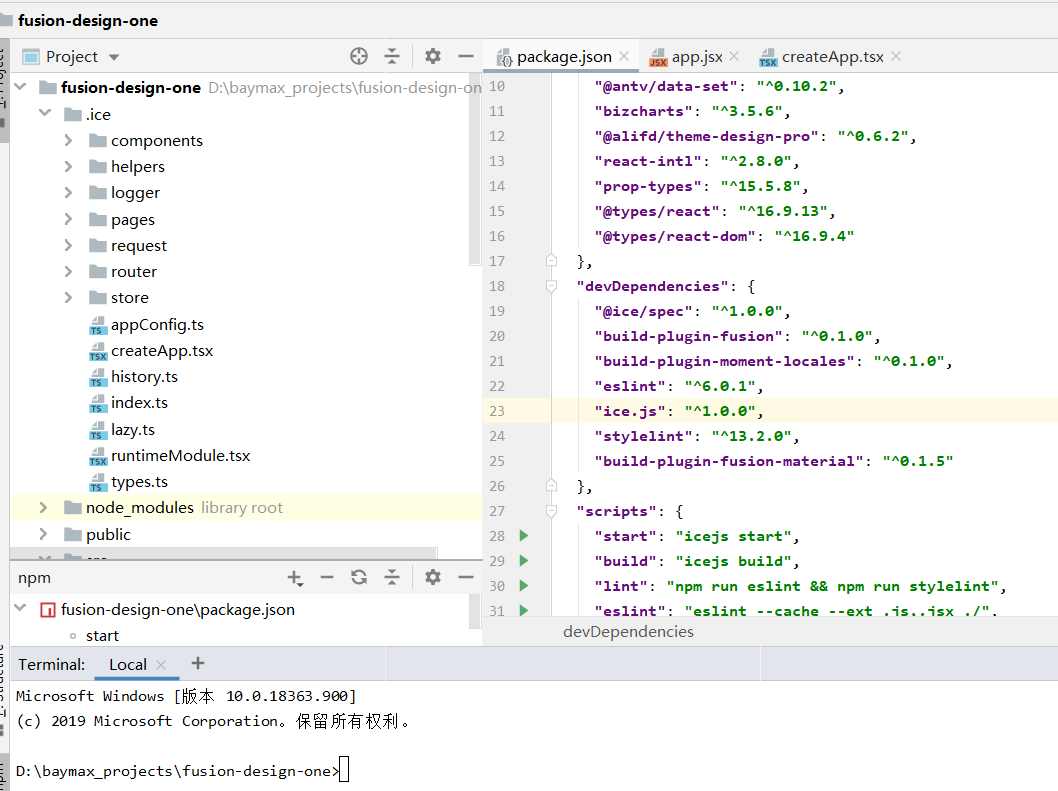 fusion-design-one
Project
package.json
app.jsx
createApp.tsx
fusion-design-one D:\baymax_projects\fusion-design-on
.ice
components
helpers
logger
pages
request
router
store
appConfig.ts
createApp.tsx
history.ts
index.ts
lazy.ts
runtimeModule.tsx
types.ts
node_modules library root
public
10 "@antv/data-set": "^0.10.2",
11 "bizcharts": "^3.5.6",
12 "@alifd/theme-design-pro": "^0.6.2",
13 "react-intl": "^2.8.0",
14 "prop-types": "^15.5.8",
15 "@types/react": "^16.9.13",
16 "@types/react-dom": "^16.9.4"
17 },
18 "devDependencies": {
19 "@ice/spec": "^1.0.0",
20 "build-plugin-fusion": "^0.1.0",
21 "build-plugin-moment-locales": "^0.1.0",
22 "eslint": "^6.0.1",
23 "ice.js": "^1.0.0",
24 "stylelint": "^13.2.0",
25 "build-plugin-fusion-material": "^0.1.5"
26 },
27 "scripts": {
28 "start": "icejs start",
29 "build": "icejs build",
30 "lint": "npm run eslint && npm run stylelint",
31 "eslint": "eslint --cache --ext .js,.jsx ./",
devDependencies
npm
fusion-design-one\package.json
start
Terminal: Local
Microsoft Windows [版本 10.0.18363.900]
(c) 2019 Microsoft Corporation。保留所有权利。
D:\baymax_projects\fusion-design-one>